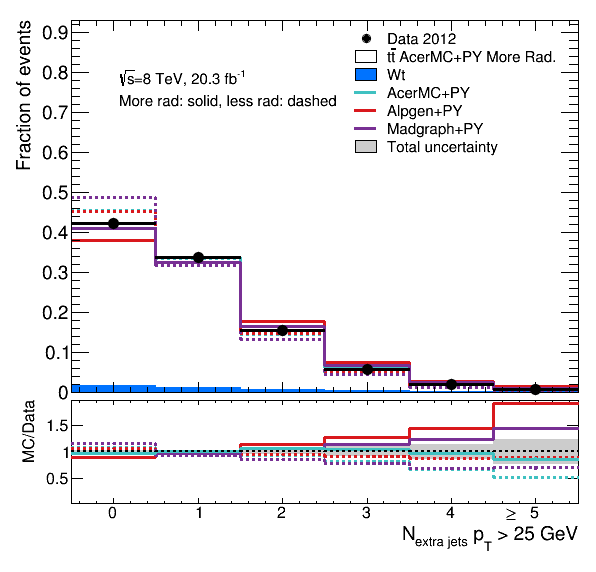 Fraction of events
0.9
0.8
0.7
0.6
0.5
0.4
0.3
0.2
0.1
0
√s=8 TeV, 20.3 fb⁻¹
More rad: solid, less rad: dashed
Data 2012
tt̄ AcerMC+PY More Rad.
Wt
AcerMC+PY
Alpgen+PY
Madgraph+PY
Total uncertainty
MC/Data
1.5
1
0.5
0 1 2 3 4 ≥ 5
N_extra jets p_T > 25 GeV